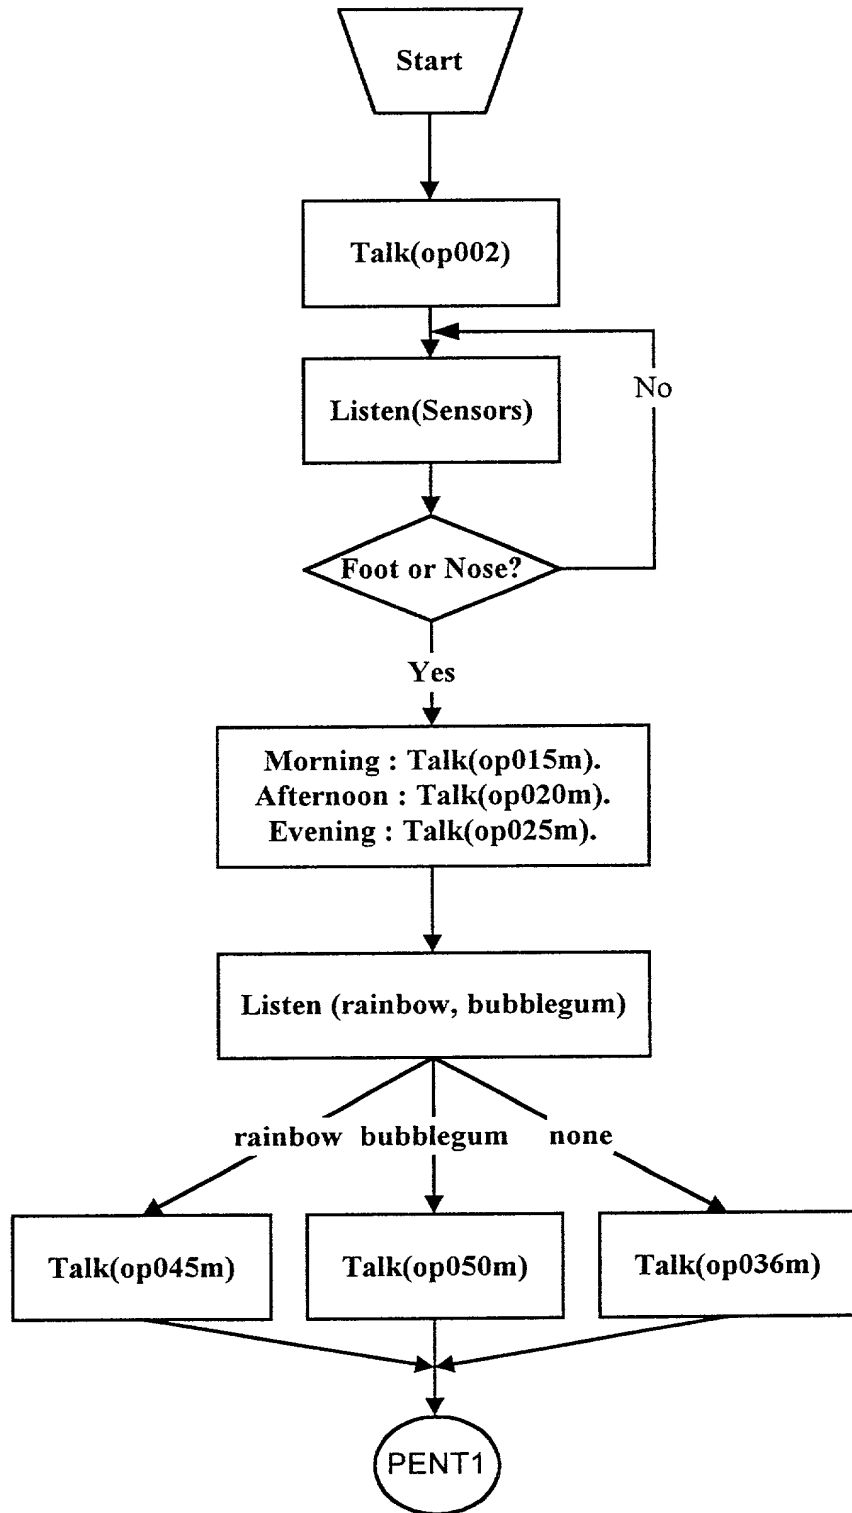 Start
Talk(op002)
Listen(Sensors)
No
Foot or Nose?
Yes
Morning : Talk(op015m).
Afternoon : Talk(op020m).
Evening : Talk(op025m).
Listen (rainbow, bubblegum)
rainbow bubblegum none
Talk(op045m) Talk(op050m) Talk(op036m)
PENT1